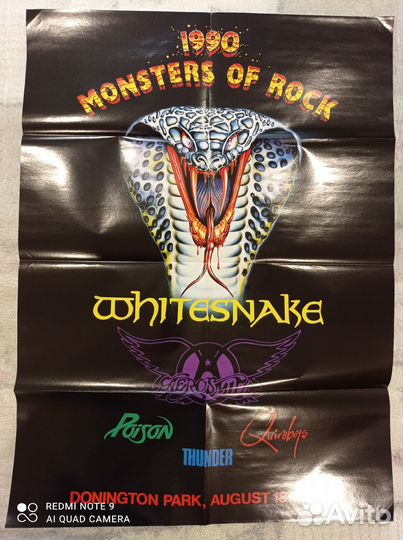 1990
MONSTERS OF ROCK
WHITESNAKE
AEROSMITH
Poison
Quireboys
THUNDER
DONINGTON PARK, AUGUST 18
REDMI NOTE 9
AI QUAD CAMERA
Avito